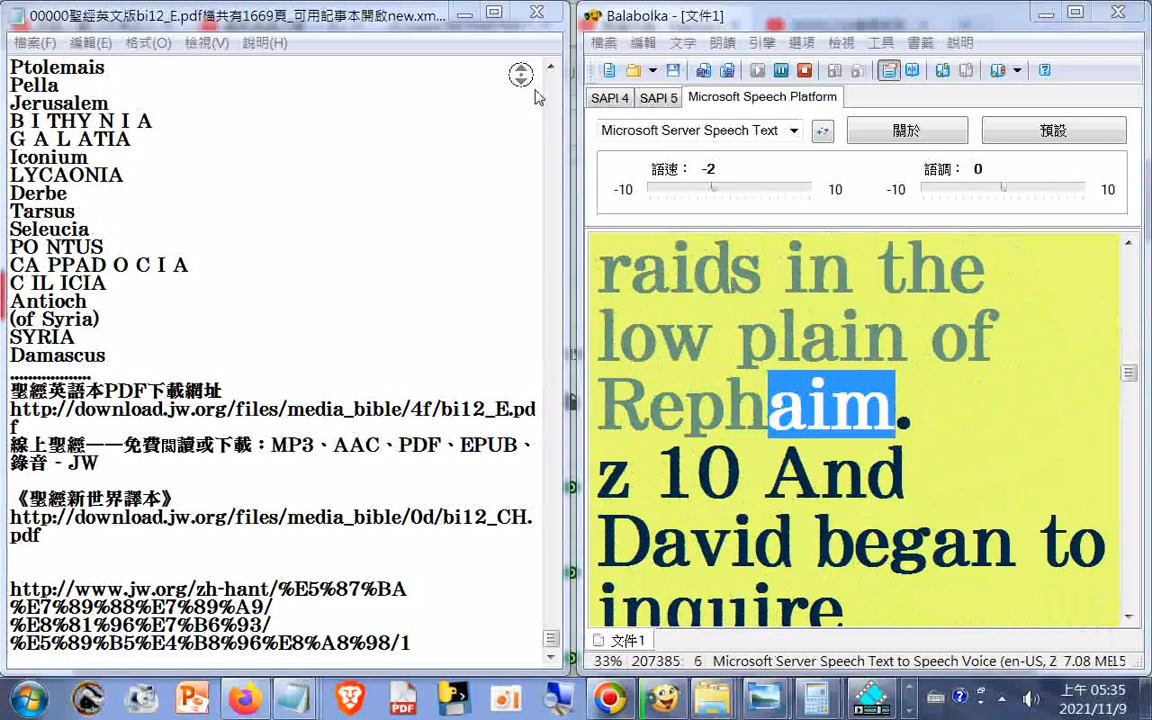 00000聖經英文版bi12_E.pdf檔共有1669頁_可用記事本開啟new.xm...
檔案(F) 編輯(E) 格式(O) 檢視(V) 說明(H)
Ptolemais
Pella
Jerusalem
B I THY N I A
G A L ATIA
Iconium
LYCAONIA
Derbe
Tarsus
Seleucia
PO NTUS
CA PPAD O C I A
C IL ICIA
Antioch
(of Syria)
SYRIA
Damascus
..................
聖經英語本PDF下載網址
http://download.jw.org/files/media_bible/4f/bi12_E.pd
f
線上聖經——免費閱讀或下載：MP3、AAC、PDF、EPUB、
錄音 - JW
《聖經新世界譯本》
http://download.jw.org/files/media_bible/0d/bi12_CH.
pdf
http://www.jw.org/zh-hant/%E5%87%BA
%E7%89%88%E7%89%A9/
%E8%81%96%E7%B6%93/
%E5%89%B5%E4%B8%96%E8%A8%98/1
Balabolka - [文件1]
檔案 編輯 文字 朗讀 引擎 選項 檢視 工具 書籤 說明
SAPI 4 SAPI 5 Microsoft Speech Platform
Microsoft Server Speech Text 關於 預設
語速： -2 語調： 0
-10 10 -10 10
raids in the
low plain of
Rephaim.
z 10 And
David began to
inquire
文件1
33% 207385: 6 Microsoft Server Speech Text to Speech Voice (en-US, Z 7.08 ME15
PDF
上午 05:35
2021/11/9